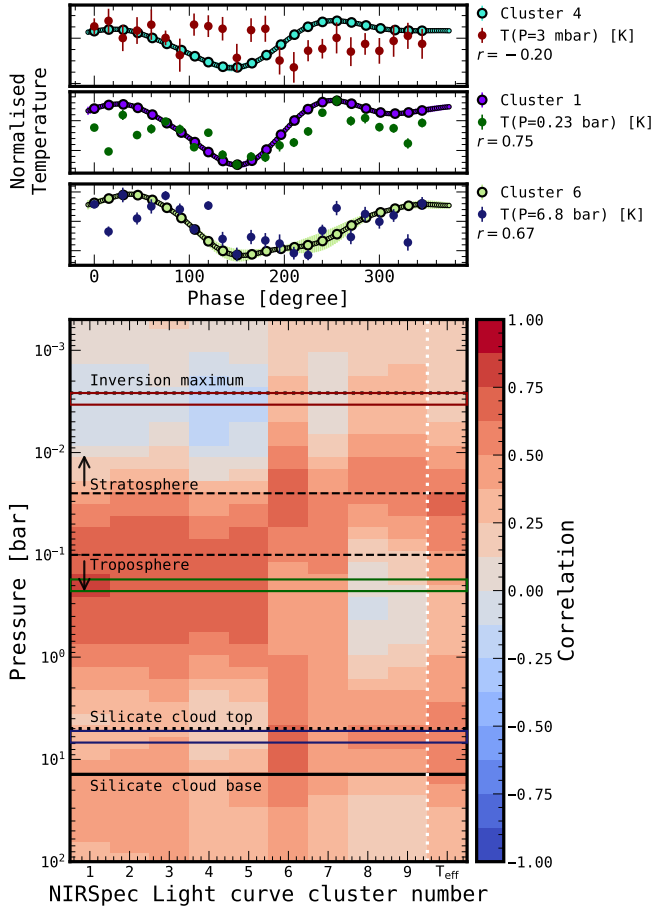 Normalised
Temperature
Cluster 4
T(P=3 mbar) [K]
r = −0.20
Cluster 1
T(P=0.23 bar) [K]
r = 0.75
Cluster 6
T(P=6.8 bar) [K]
r = 0.67
0 100 200 300
Phase [degree]
Inversion maximum
Stratosphere
Troposphere
Silicate cloud top
Silicate cloud base
10⁻³
10⁻²
10⁻¹
10⁰
10¹
10²
Pressure [bar]
1 2 3 4 5 6 7 8 9 Teff
NIRSpec Light curve cluster number
1.00
0.75
0.50
0.25
0.00
−0.25
−0.50
−0.75
−1.00
Correlation